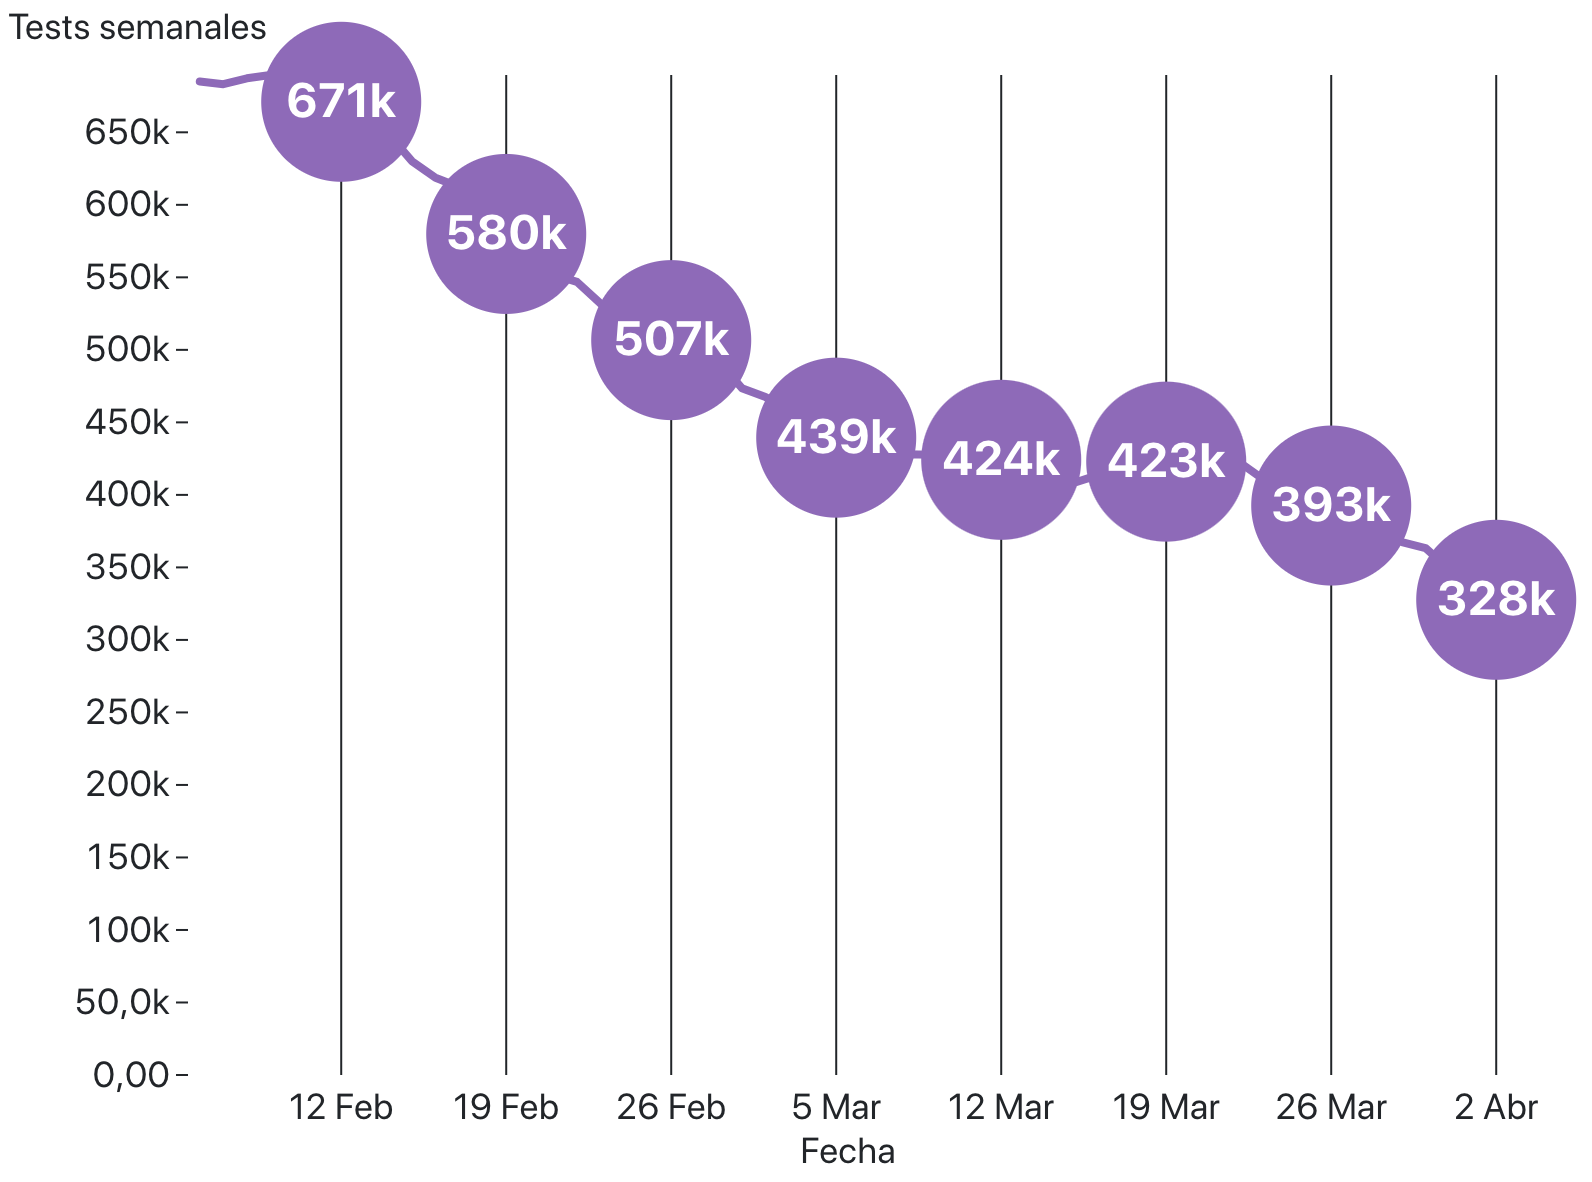 Tests semanales
671k
650k
600k
580k
550k
507k
500k
450k
439k
424k
423k
400k
393k
350k
328k
300k
250k
200k
150k
100k
50,0k
0,00
12 Feb
19 Feb
26 Feb
5 Mar
12 Mar
19 Mar
26 Mar
2 Abr
Fecha